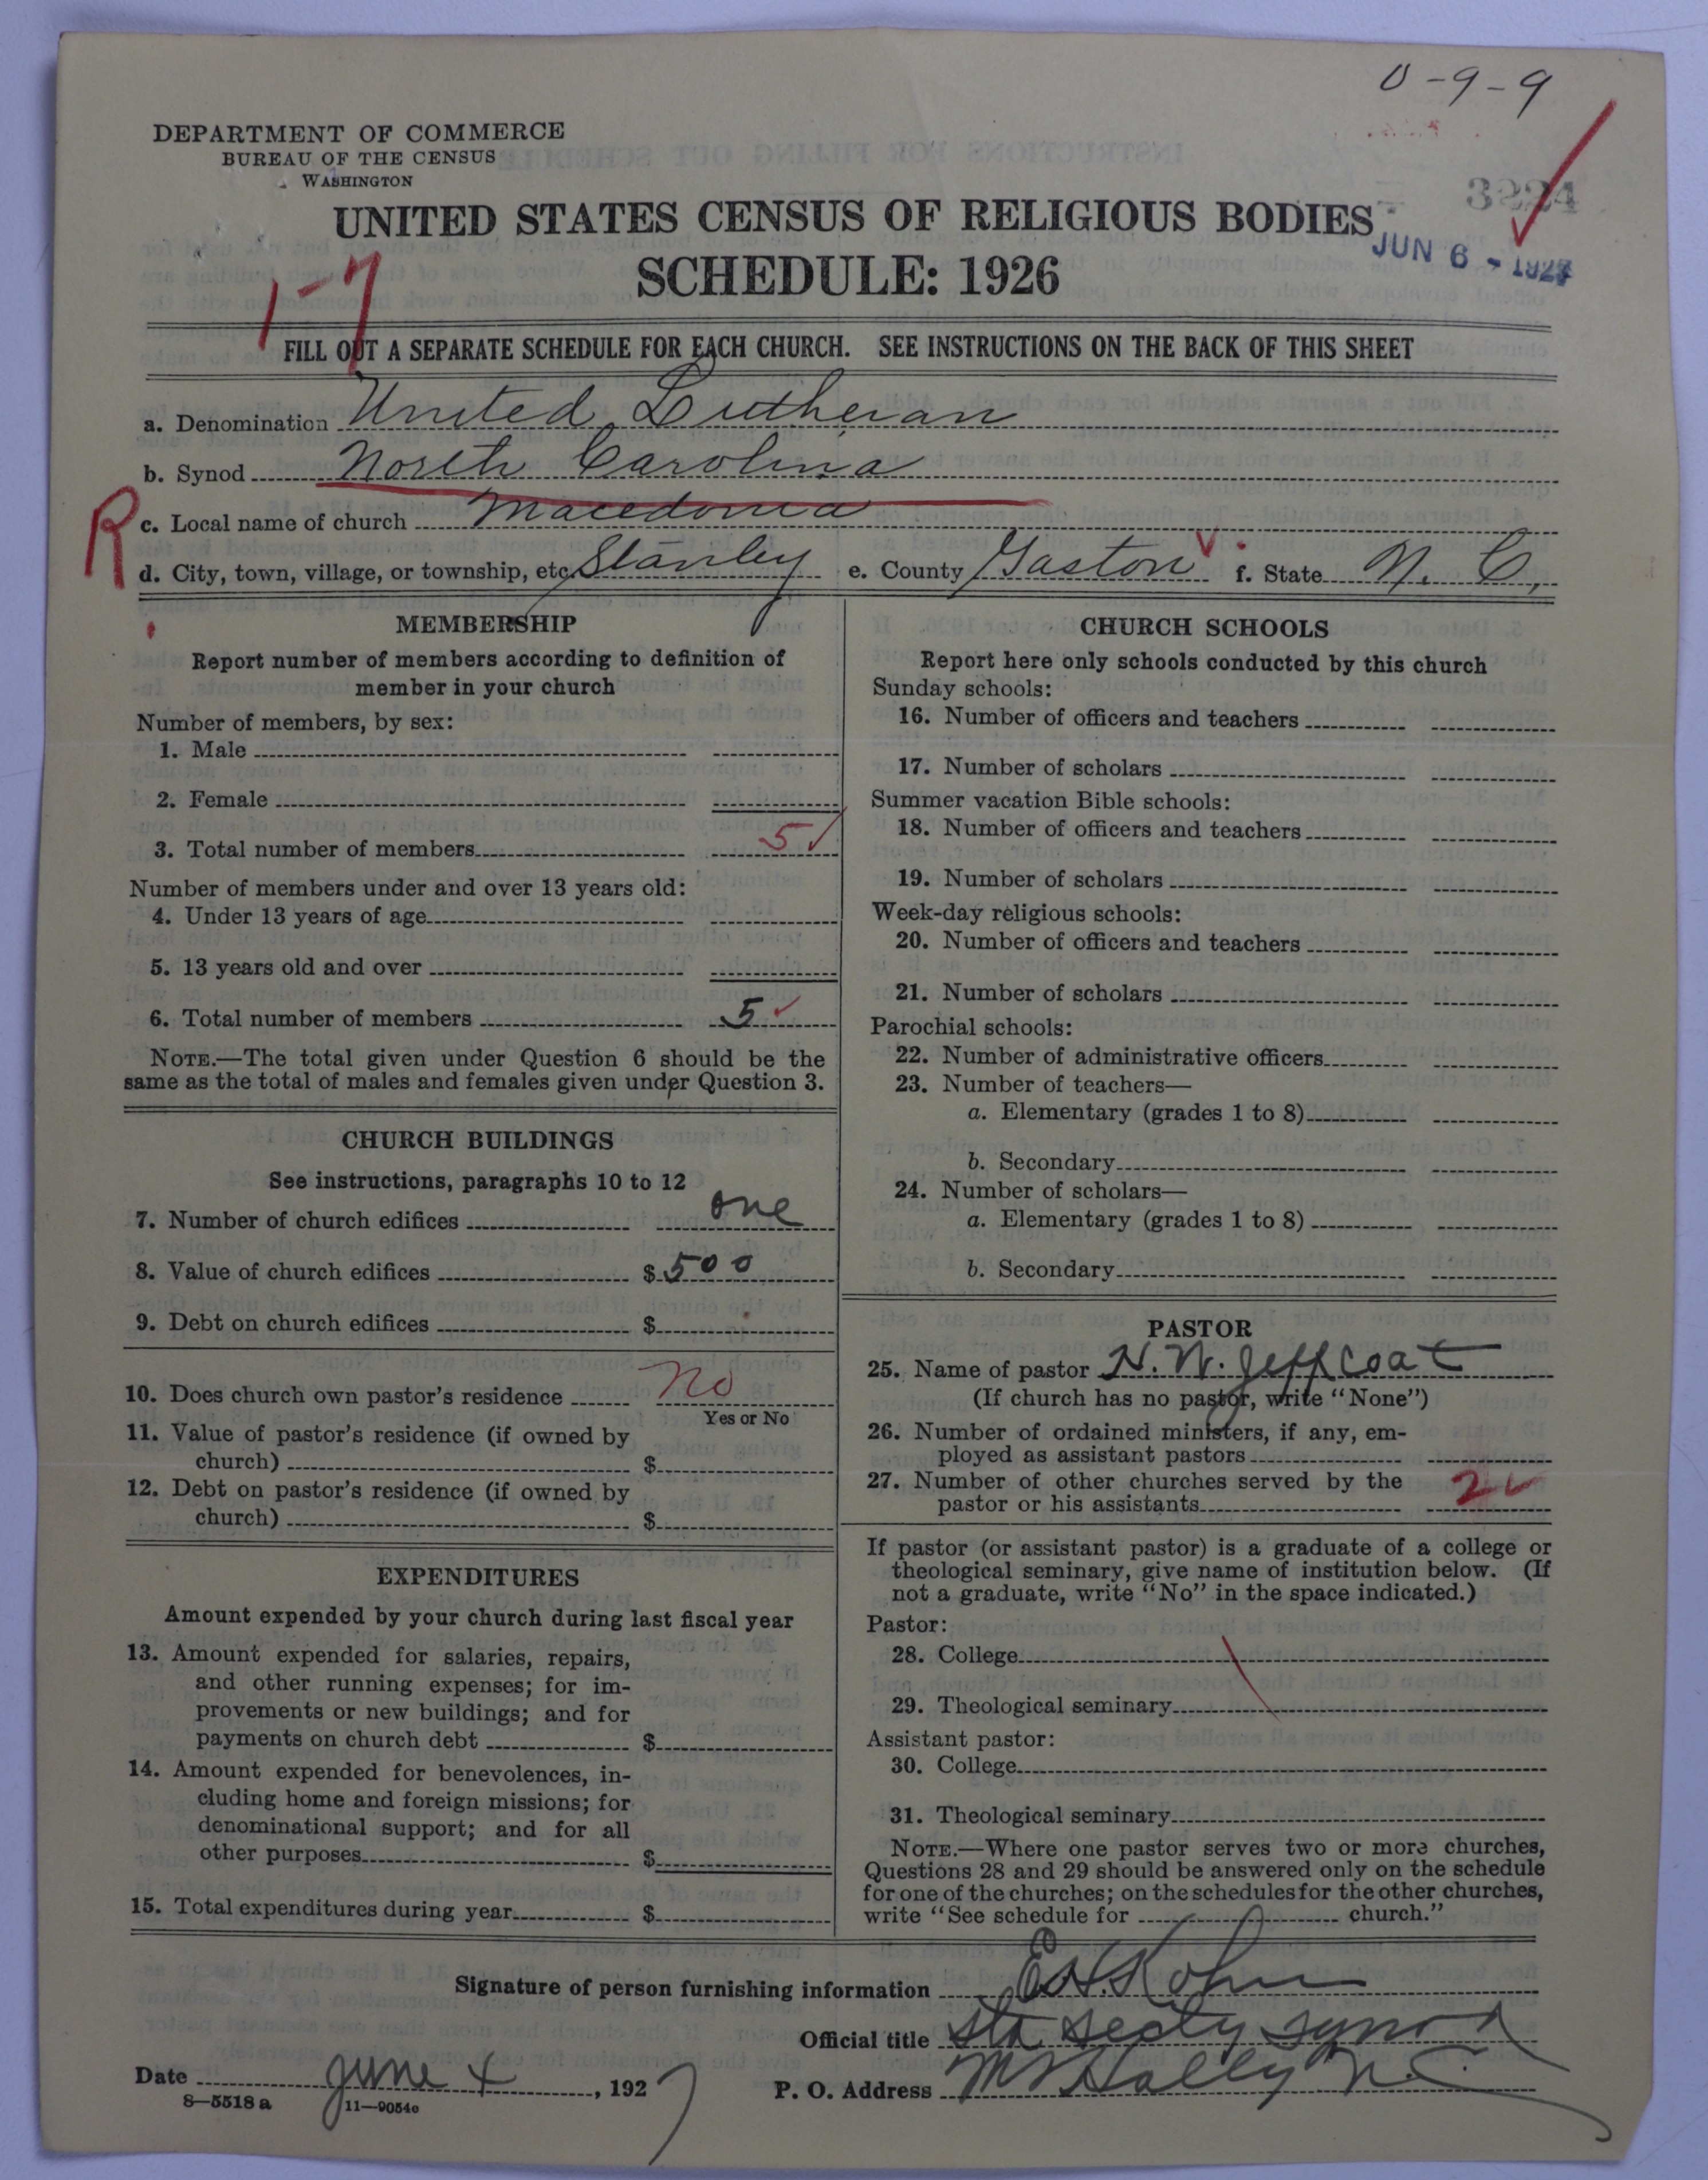 0-9-9
DEPARTMENT OF COMMERCE
BUREAU OF THE CENSUS
WASHINGTON
UNITED STATES CENSUS OF RELIGIOUS BODIES
JUN 6 - 1927
SCHEDULE: 1926
1-7
FILL OUT A SEPARATE SCHEDULE FOR EACH CHURCH. SEE INSTRUCTIONS ON THE BACK OF THIS SHEET
a. Denomination United Lutheran
b. Synod North Carolina
R
c. Local name of church Macedonia
d. City, town, village, or township, etc. Stanley e. County Gaston f. State N. C.
MEMBERSHIP
Report number of members according to definition of
member in your church
Number of members, by sex:
1. Male
2. Female
3. Total number of members 5
Number of members under and over 13 years old:
4. Under 13 years of age
5. 13 years old and over
6. Total number of members 5
NOTE.—The total given under Question 6 should be the
same as the total of males and females given under Question 3.
CHURCH BUILDINGS
See instructions, paragraphs 10 to 12
7. Number of church edifices one
8. Value of church edifices $ 500
9. Debt on church edifices $
10. Does church own pastor's residence No
Yes or No
11. Value of pastor's residence (if owned by
church) $
12. Debt on pastor's residence (if owned by
church) $
EXPENDITURES
Amount expended by your church during last fiscal year
13. Amount expended for salaries, repairs,
and other running expenses; for im-
provements or new buildings; and for
payments on church debt $
14. Amount expended for benevolences, in-
cluding home and foreign missions; for
denominational support; and for all
other purposes $
15. Total expenditures during year $
CHURCH SCHOOLS
Report here only schools conducted by this church
Sunday schools:
16. Number of officers and teachers
17. Number of scholars
Summer vacation Bible schools:
18. Number of officers and teachers
19. Number of scholars
Week-day religious schools:
20. Number of officers and teachers
21. Number of scholars
Parochial schools:
22. Number of administrative officers
23. Number of teachers—
a. Elementary (grades 1 to 8)
b. Secondary
24. Number of scholars—
a. Elementary (grades 1 to 8)
b. Secondary
PASTOR
25. Name of pastor N. W. Jeffcoat
(If church has no pastor, write "None")
26. Number of ordained ministers, if any, em-
ployed as assistant pastors
27. Number of other churches served by the
pastor or his assistants 2
If pastor (or assistant pastor) is a graduate of a college or
theological seminary, give name of institution below. (If
not a graduate, write "No" in the space indicated.)
Pastor:
28. College
29. Theological seminary
Assistant pastor:
30. College
31. Theological seminary
NOTE.—Where one pastor serves two or more churches,
Questions 28 and 29 should be answered only on the schedule
for one of the churches; on the schedules for the other churches,
write "See schedule for church."
Signature of person furnishing information E. H. Kohn
Official title Sta Secty Synod
Date June 4, 1927 P. O. Address Mt Holly N. C.
8—5518 a 11—9054c